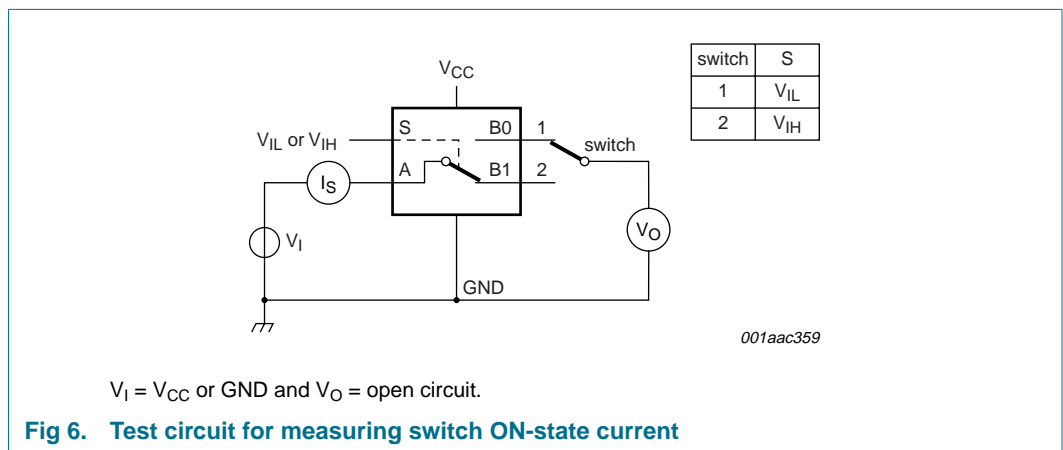 switch S
1 VIL
2 VIH
VCC
VIL or VIH
S
B0
1
switch
A
B1
2
IS
VI
VO
GND
001aac359
VI = VCC or GND and VO = open circuit.
Fig 6. Test circuit for measuring switch ON-state current